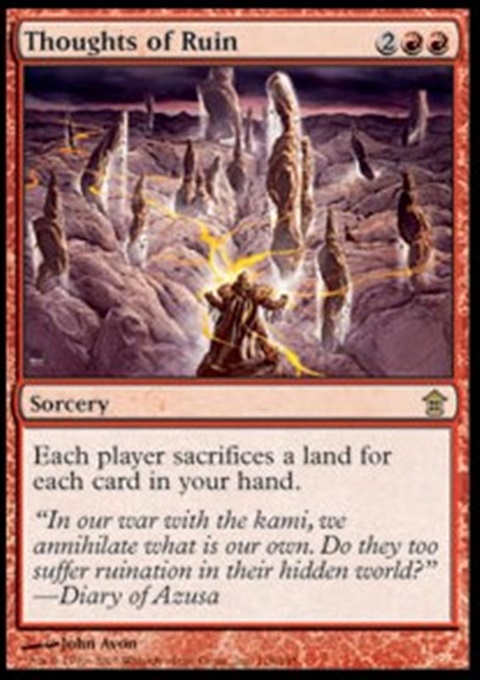 Thoughts of Ruin 2
Sorcery
Each player sacrifices a land for
each card in your hand.
“In our war with the kami, we
annihilate what is our own. Do they too
suffer ruination in their hidden world?”
—Diary of Azusa
John Avon